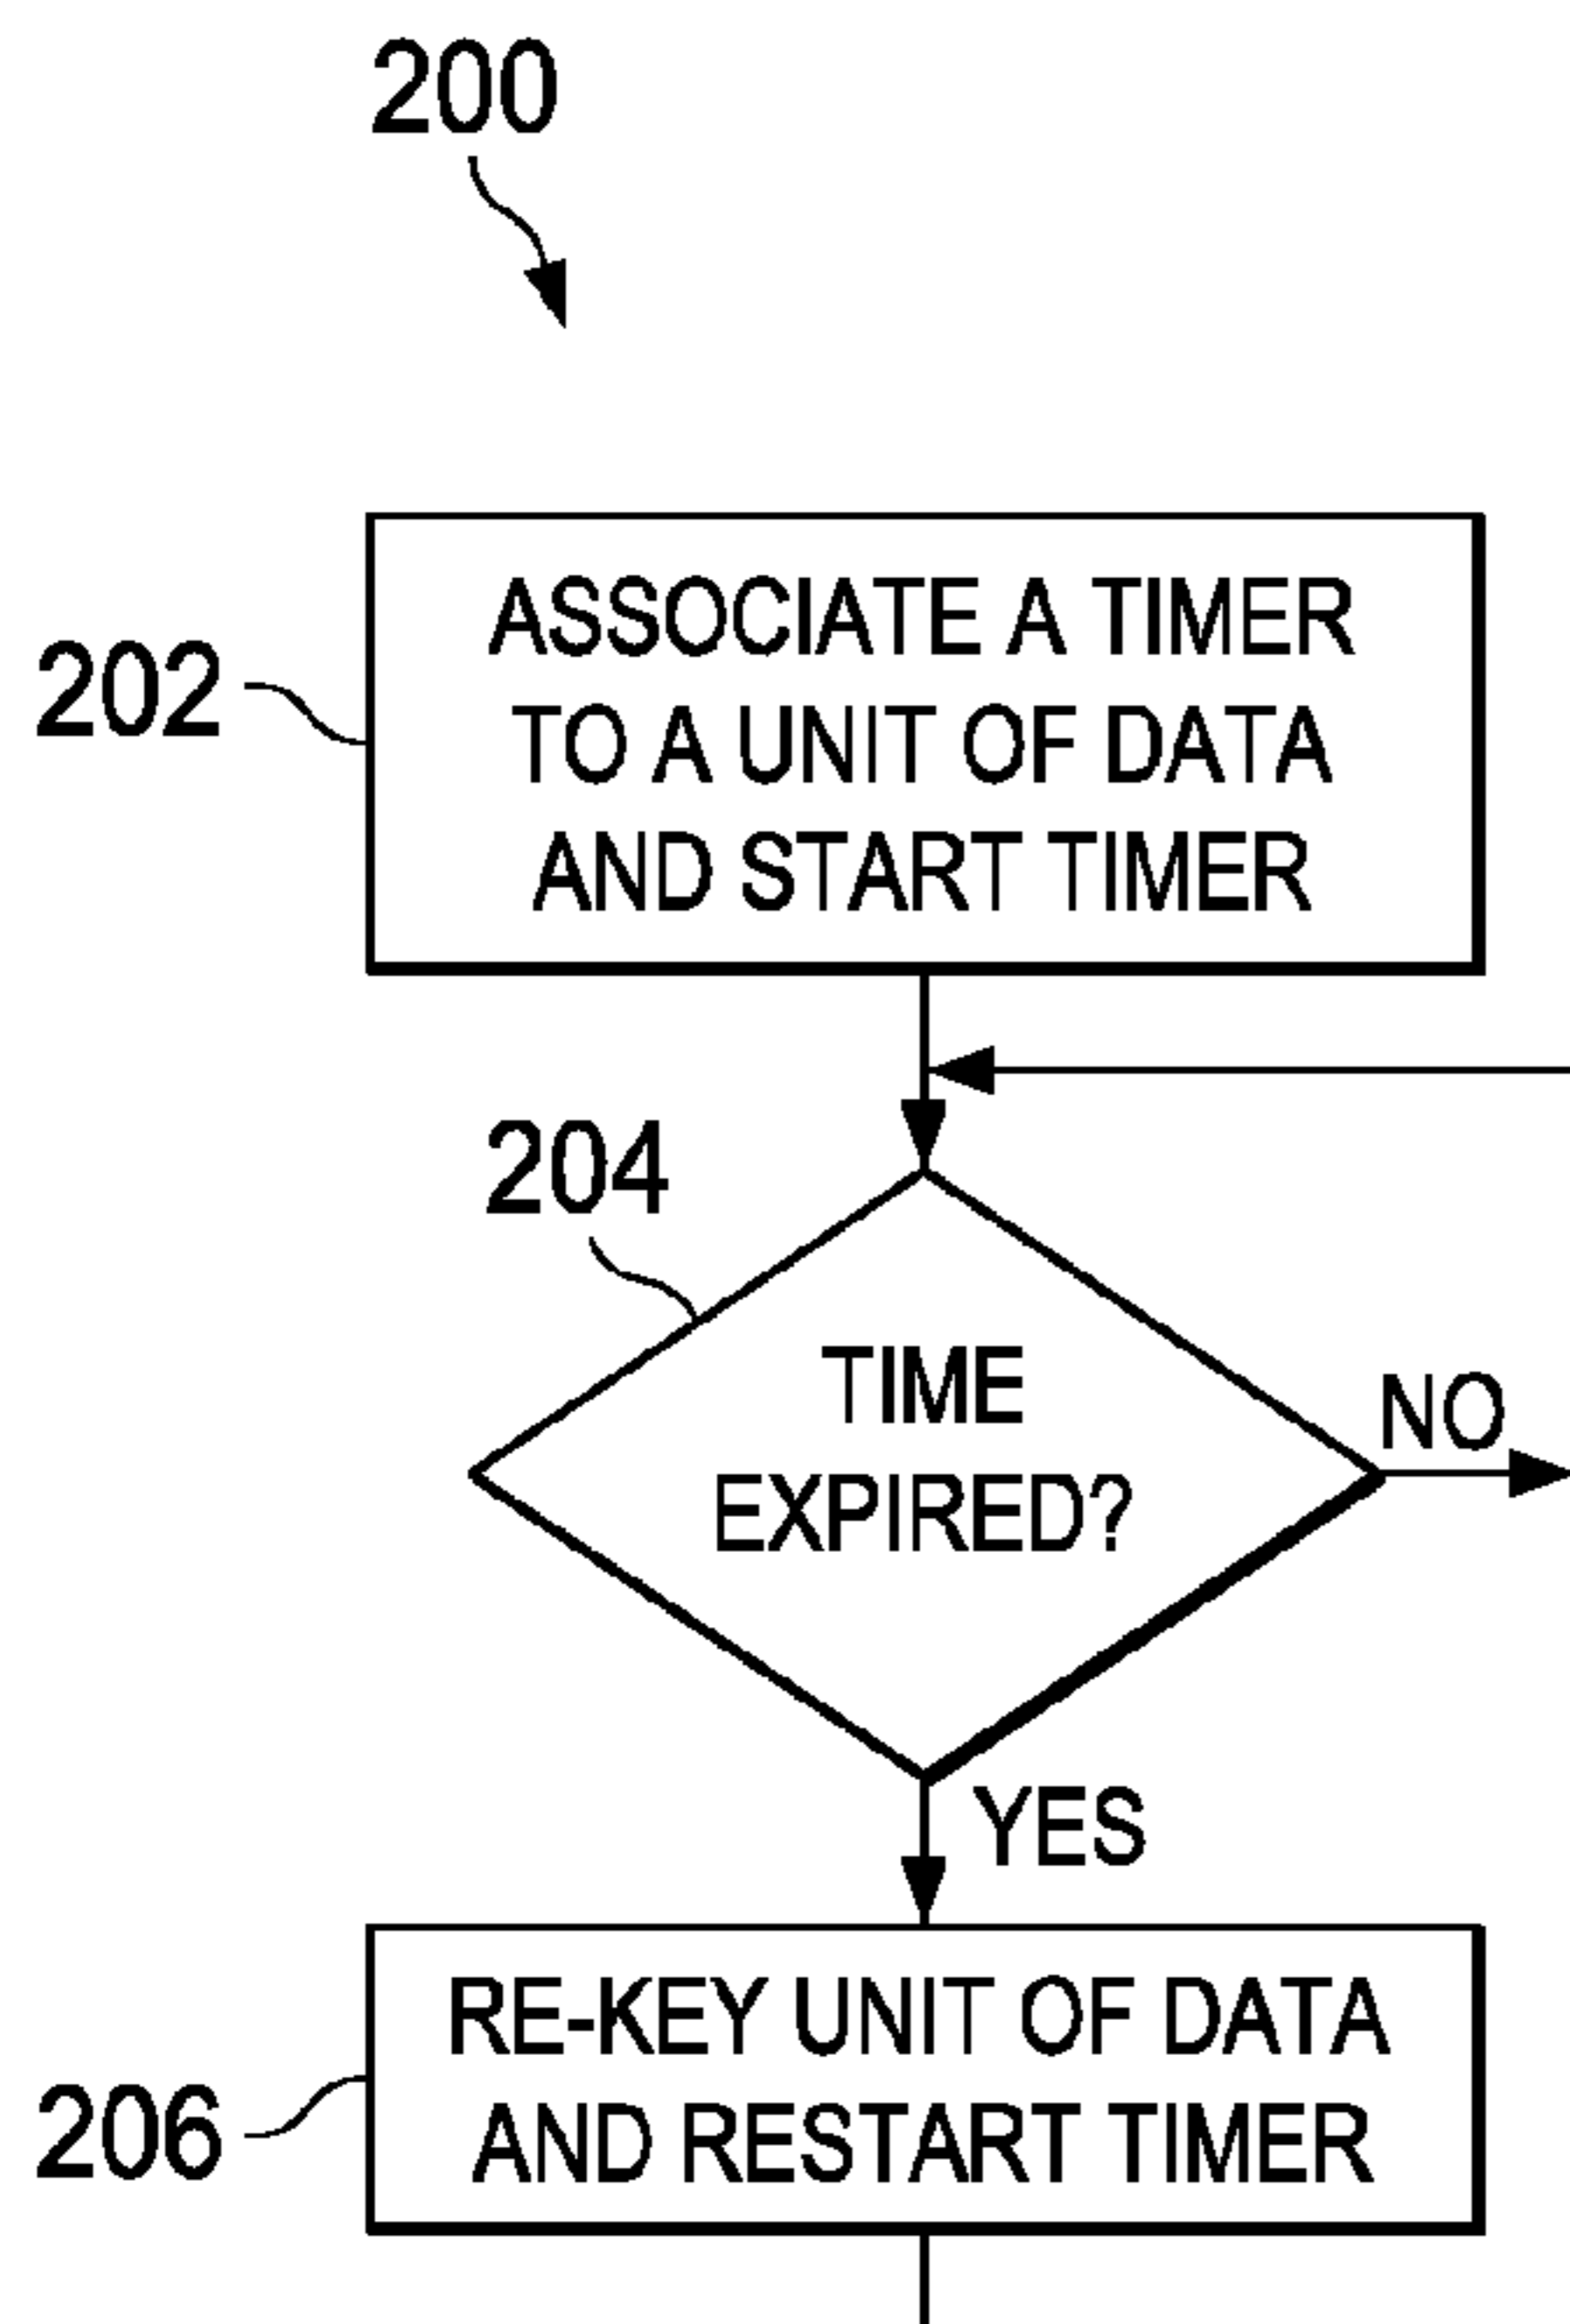 200
202
ASSOCIATE A TIMER
TO A UNIT OF DATA
AND START TIMER
204
TIME
EXPIRED?
NO
YES
206
RE-KEY UNIT OF DATA
AND RESTART TIMER